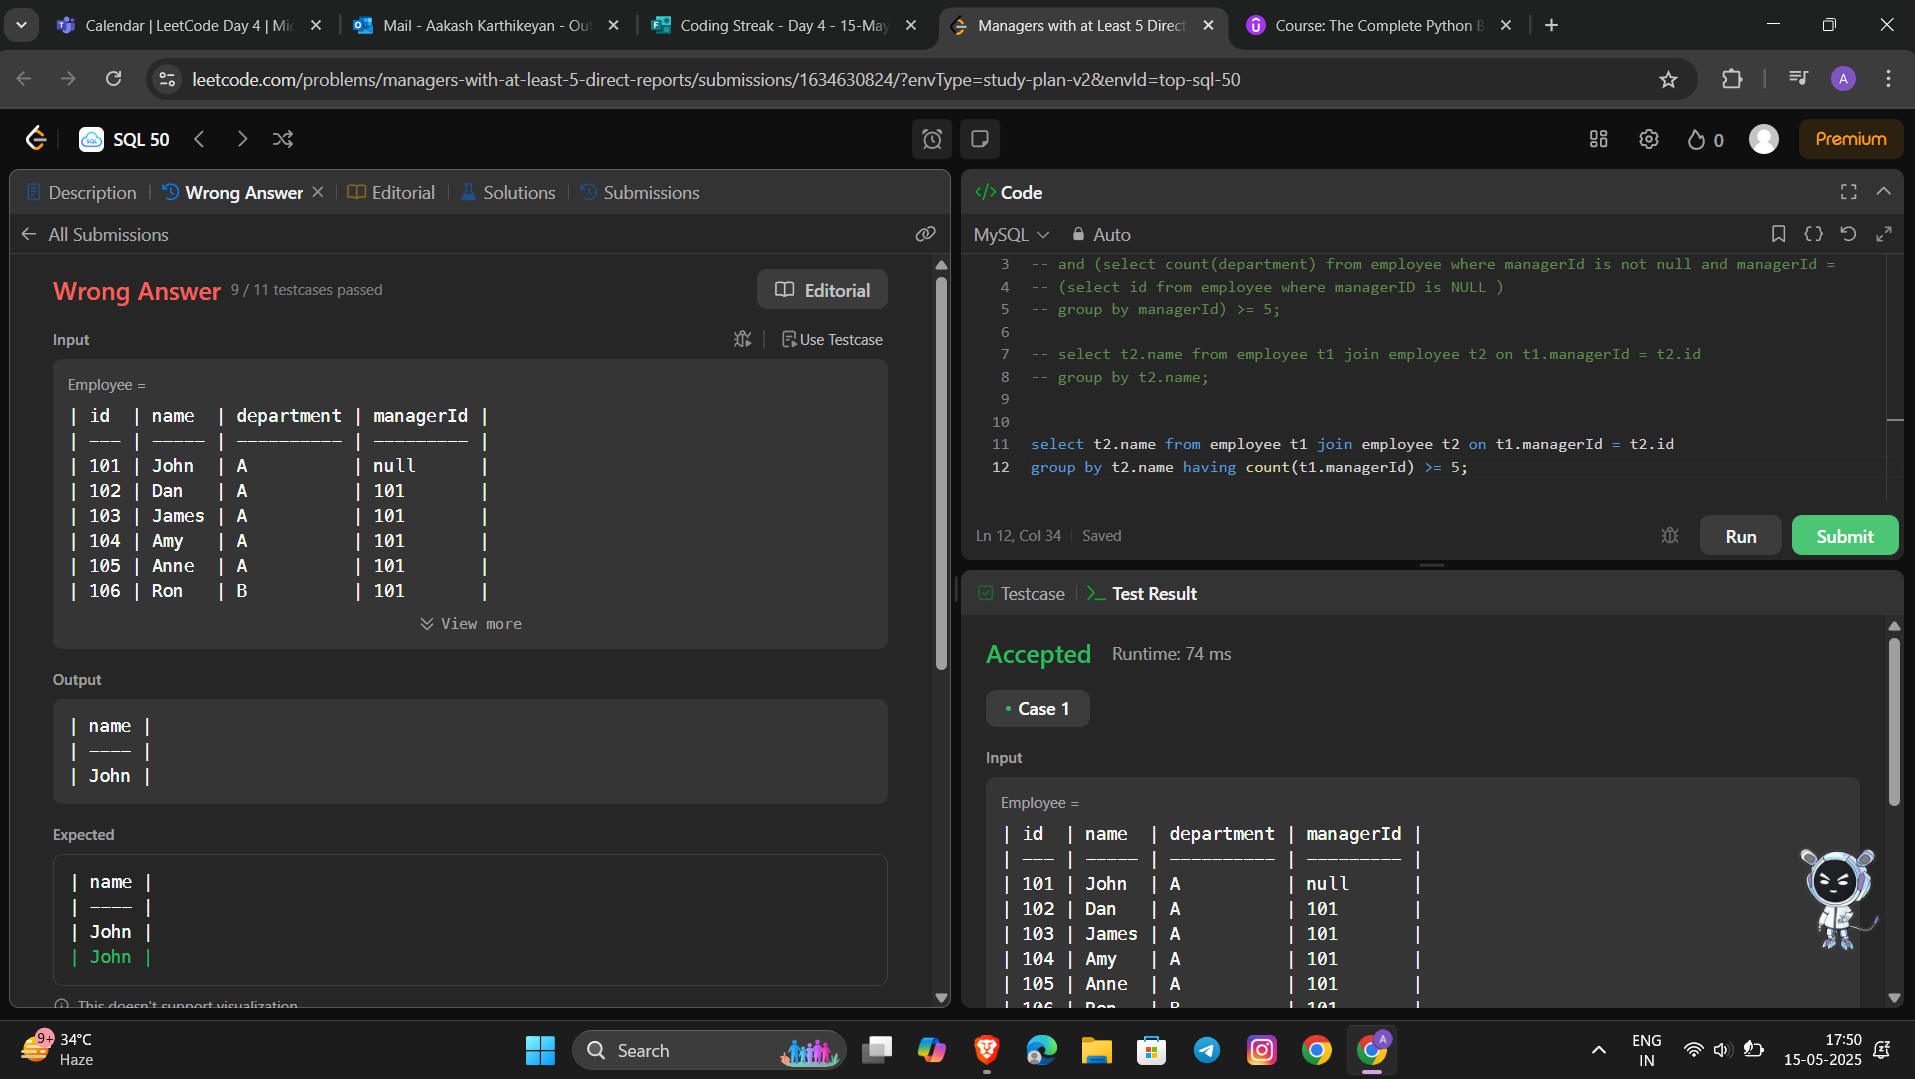 Calendar | LeetCode Day 4 | Mic
Mail - Aakash Karthikeyan - Out
Coding Streak - Day 4 - 15-May
Managers with at Least 5 Direct
Course: The Complete Python B
leetcode.com/problems/managers-with-at-least-5-direct-reports/submissions/1634630824/?envType=study-plan-v2&envId=top-sql-50
A
SQL 50
0
Premium
Description
Wrong Answer
Editorial
Solutions
Submissions
All Submissions
Wrong Answer 9 / 11 testcases passed
Editorial
Input
Use Testcase
Employee =
| id | name | department | managerId |
| --- | ----- | ---------- | --------- |
| 101 | John | A | null |
| 102 | Dan | A | 101 |
| 103 | James | A | 101 |
| 104 | Amy | A | 101 |
| 105 | Anne | A | 101 |
| 106 | Ron | B | 101 |
View more
Output
| name |
| ---- |
| John |
Expected
| name |
| ---- |
| John |
| John |
This doesn't support visualization
</> Code
MySQL
Auto
3 -- and (select count(department) from employee where managerId is not null and managerId =
4 -- (select id from employee where managerID is NULL )
5 -- group by managerId) >= 5;
6
7 -- select t2.name from employee t1 join employee t2 on t1.managerId = t2.id
8 -- group by t2.name;
9
10
11 select t2.name from employee t1 join employee t2 on t1.managerId = t2.id
12 group by t2.name having count(t1.managerId) >= 5;
Ln 12, Col 34 | Saved
Run
Submit
Testcase
Test Result
Accepted Runtime: 74 ms
• Case 1
Input
Employee =
| id | name | department | managerId |
| --- | ----- | ---------- | --------- |
| 101 | John | A | null |
| 102 | Dan | A | 101 |
| 103 | James | A | 101 |
| 104 | Amy | A | 101 |
| 105 | Anne | A | 101 |
| 106 | Ron | B | 101 |
9+
34°C
Haze
Search
A
ENG
IN
17:50
15-05-2025